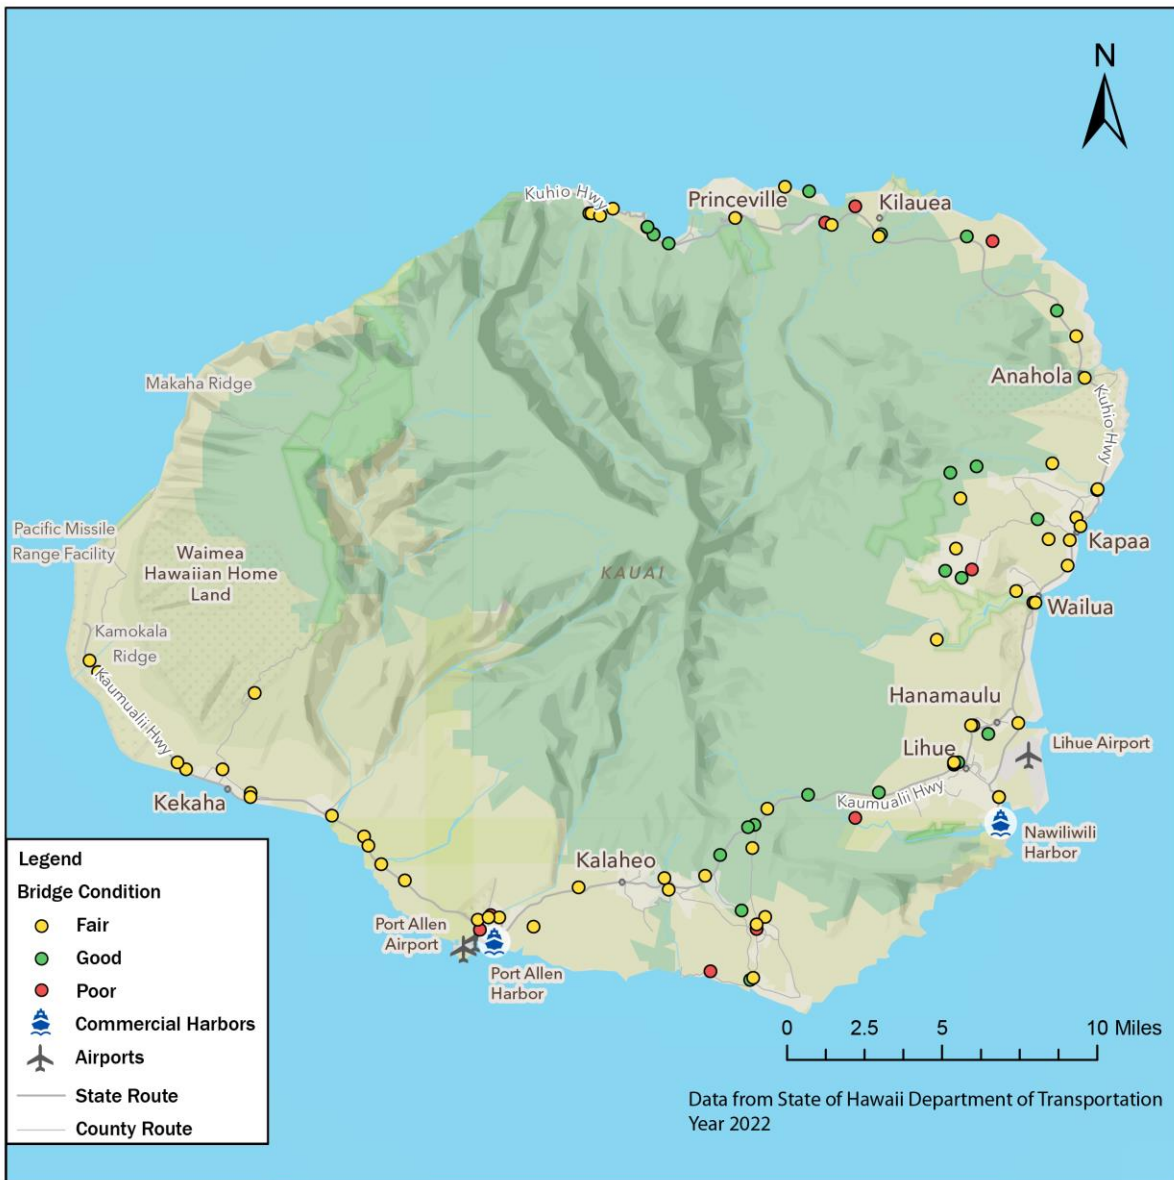 N
Kuhio Hwy
Princeville
Kilauea
Makaha Ridge
Anahola
Kuhio Hwy
Pacific Missile
Range Facility
Waimea
Hawaiian Home
Land
KAUAI
Kapaa
Kamokala
Ridge
Wailua
Kaumualii Hwy
Hanamaulu
Lihue
Lihue Airport
Kekaha
Kaumualii Hwy
Nawiliwili
Harbor
Kalaheo
Port Allen
Airport
Port Allen
Harbor
Legend
Bridge Condition
Fair
Good
Poor
Commercial Harbors
Airports
State Route
County Route
0 2.5 5 10 Miles
Data from State of Hawaii Department of Transportation
Year 2022